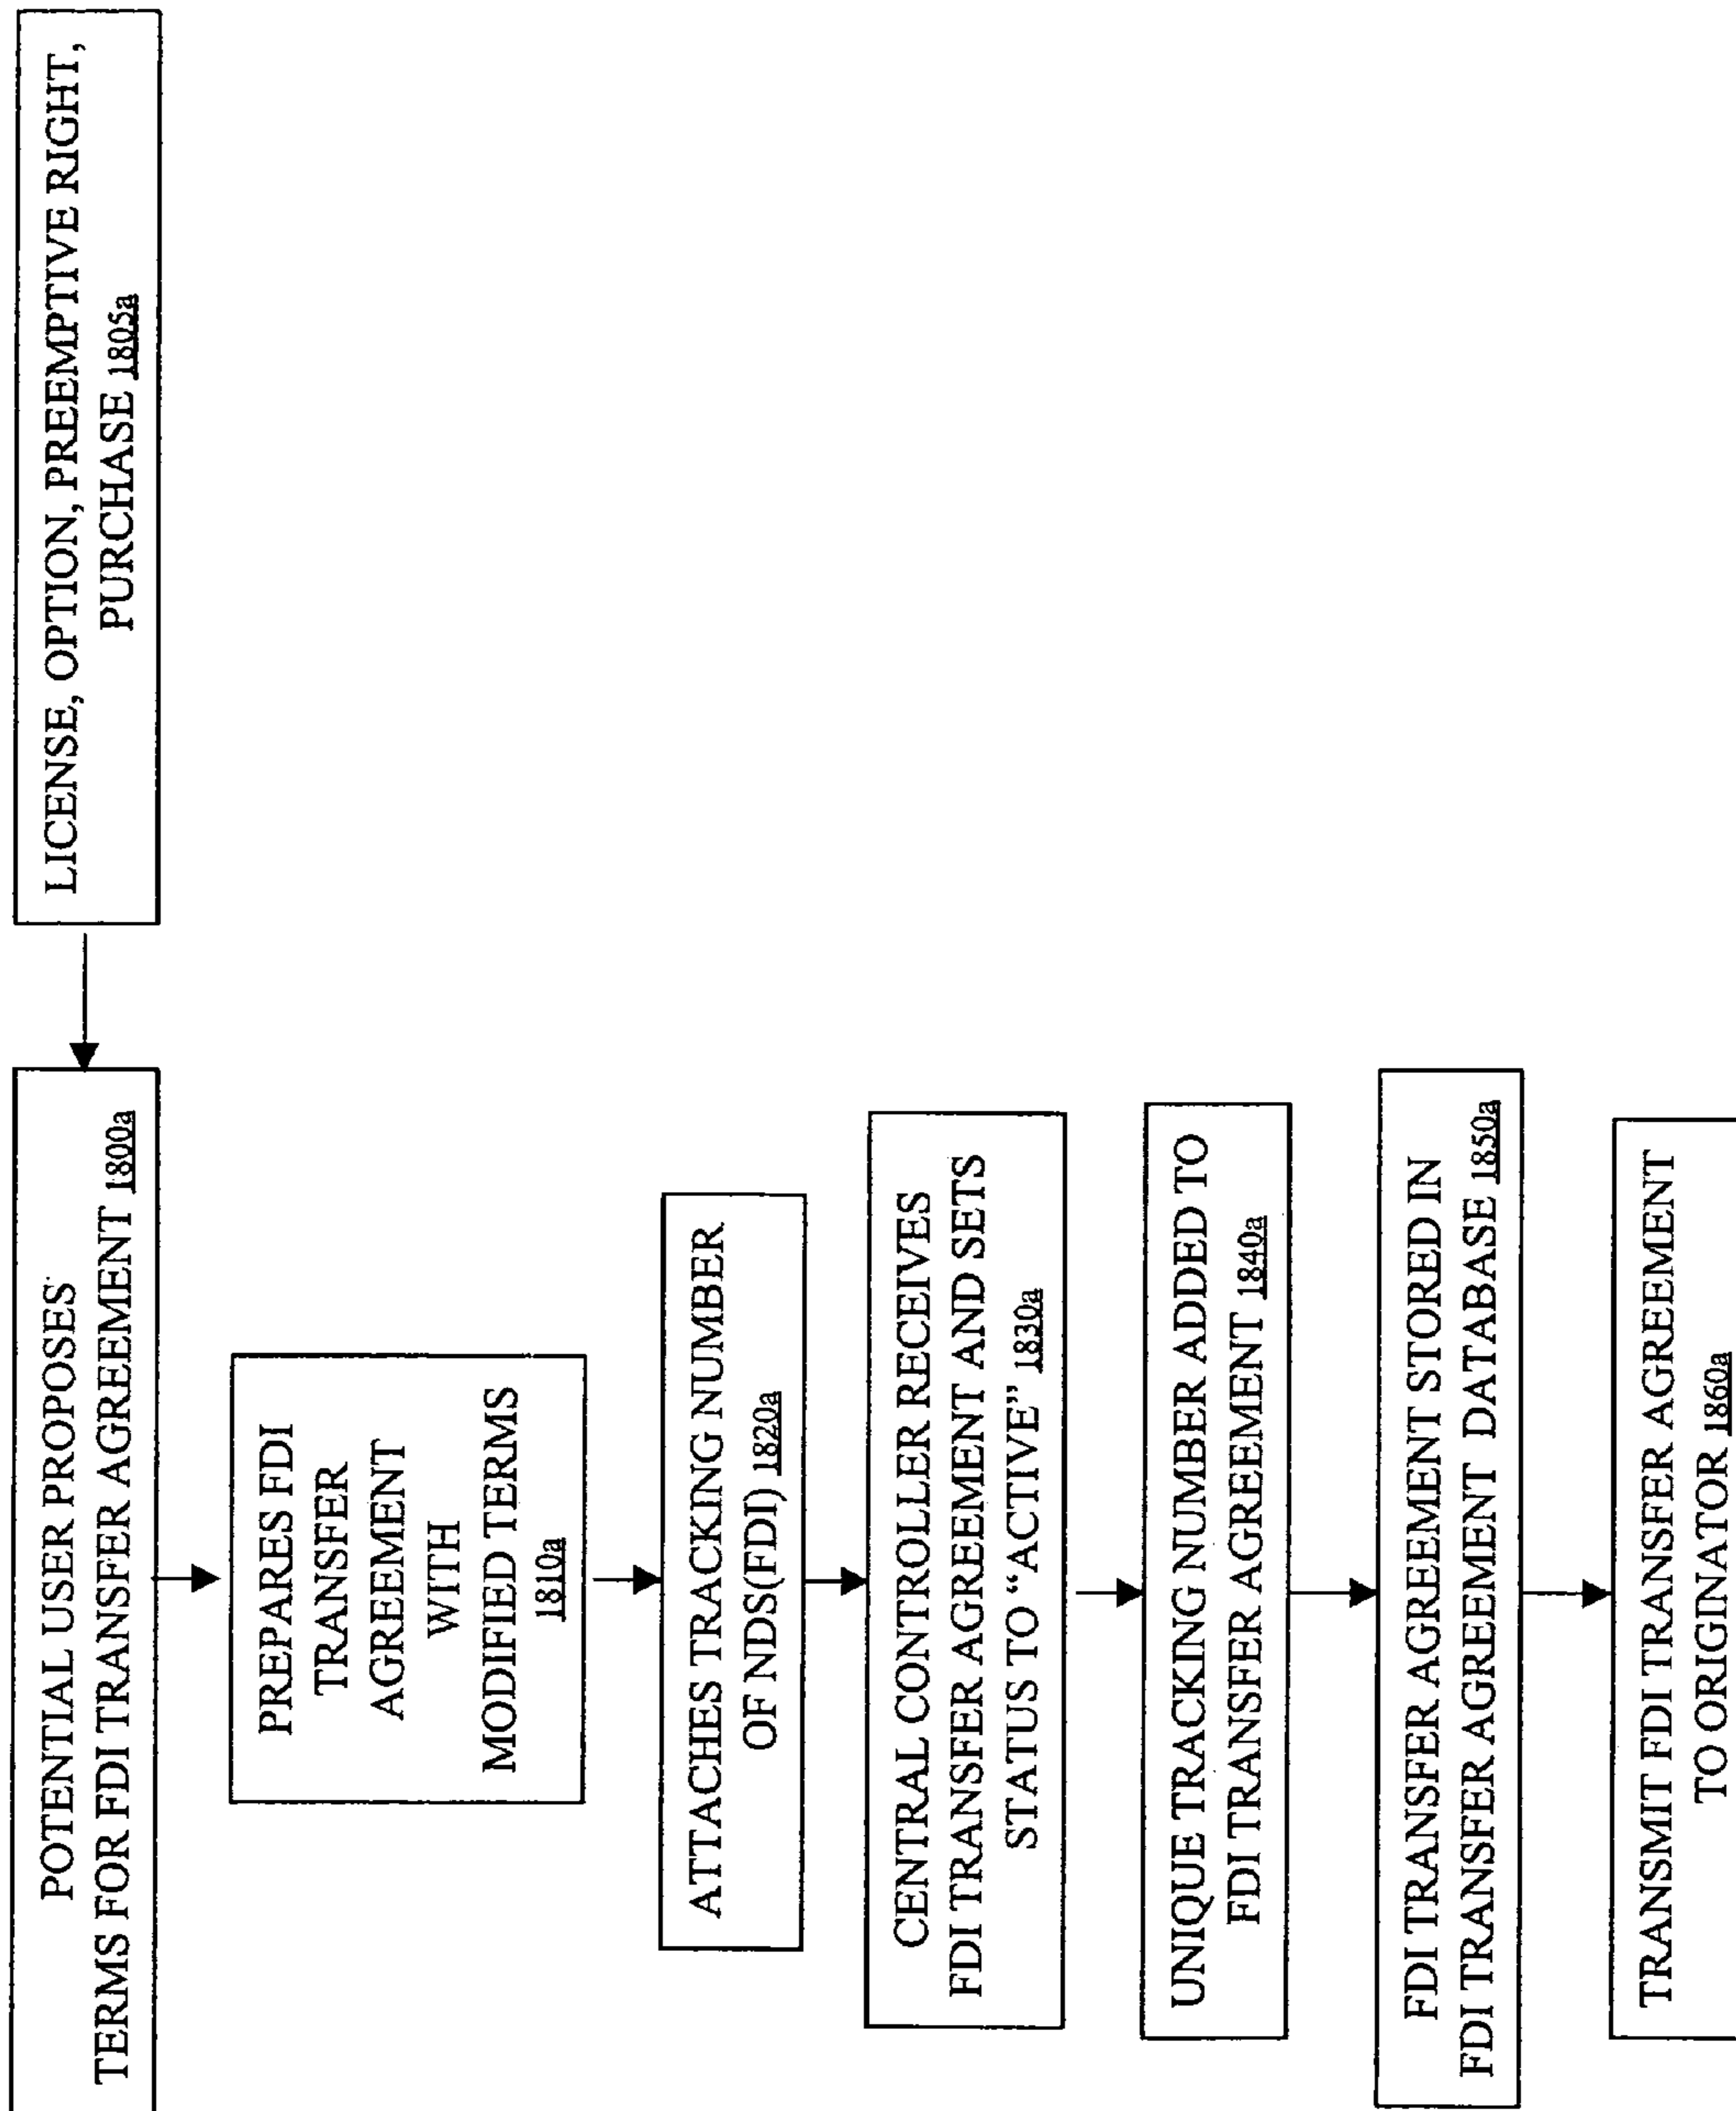 LICENSE, OPTION, PREEMPTIVE RIGHT,
PURCHASE 1805a
POTENTIAL USER PROPOSES
TERMS FOR FDI TRANSFER AGREEMENT 1800a
PREPARES FDI
TRANSFER
AGREEMENT
WITH
MODIFIED TERMS
1810a
ATTACHES TRACKING NUMBER
OF NDS(FDI) 1820a
CENTRAL CONTROLLER RECEIVES
FDI TRANSFER AGREEMENT AND SETS
STATUS TO “ACTIVE” 1830a
UNIQUE TRACKING NUMBER ADDED TO
FDI TRANSFER AGREEMENT 1840a
FDI TRANSFER AGREEMENT STORED IN
FDI TRANSFER AGREEMENT DATABASE 1850a
TRANSMIT FDI TRANSFER AGREEMENT
TO ORIGINATOR 1860a